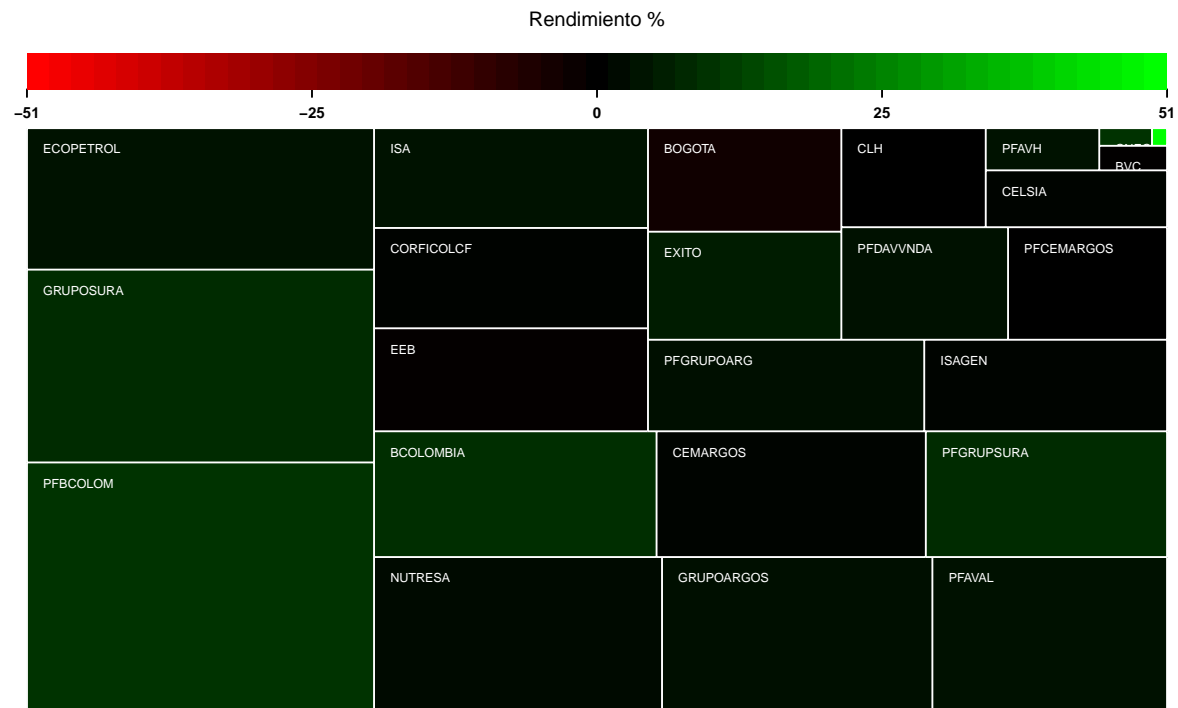 Rendimiento %
−51 −25 0 25 51
ECOPETROL
ISA
BOGOTA
CLH
PFAVH
BVC
CELSIA
CORFICOLCF
EXITO
PFDAVVNDA
PFCEMARGOS
GRUPOSURA
EEB
PFGRUPOARG
ISAGEN
BCOLOMBIA
CEMARGOS
PFGRUPSURA
PFBCOLOM
NUTRESA
GRUPOARGOS
PFAVAL